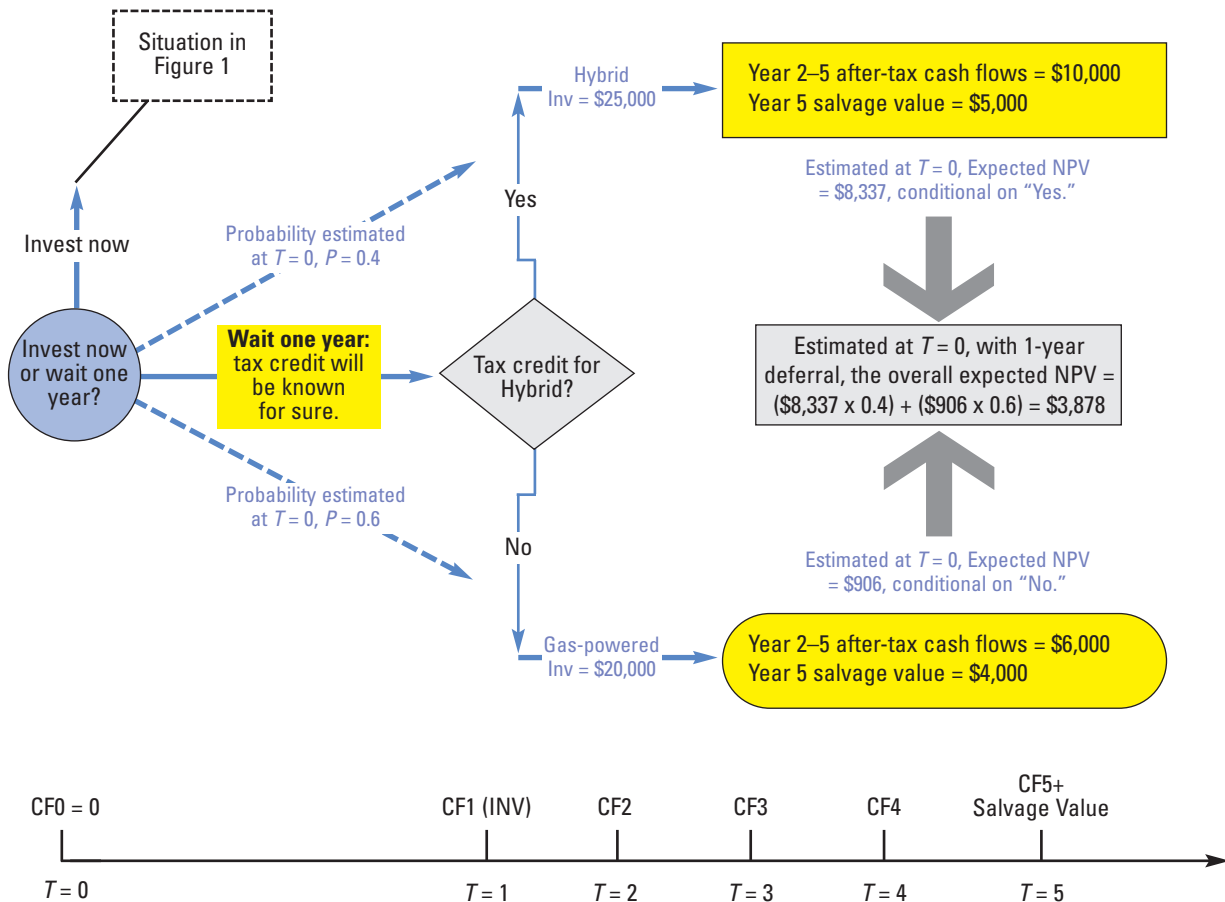 Situation in
Figure 1
Invest now
Invest now
or wait one
year?
Probability estimated
at T = 0, P = 0.4
Wait one year:
tax credit will
be known
for sure.
Probability estimated
at T = 0, P = 0.6
Tax credit for
Hybrid?
Yes
No
Hybrid
Inv = $25,000
Year 2–5 after-tax cash flows = $10,000
Year 5 salvage value = $5,000
Estimated at T = 0, Expected NPV
= $8,337, conditional on “Yes.”
Estimated at T = 0, with 1-year
deferral, the overall expected NPV =
($8,337 x 0.4) + ($906 x 0.6) = $3,878
Estimated at T = 0, Expected NPV
= $906, conditional on “No.”
Gas-powered
Inv = $20,000
Year 2–5 after-tax cash flows = $6,000
Year 5 salvage value = $4,000
CF0 = 0
CF1 (INV)
CF2
CF3
CF4
CF5+
Salvage Value
T = 0
T = 1
T = 2
T = 3
T = 4
T = 5